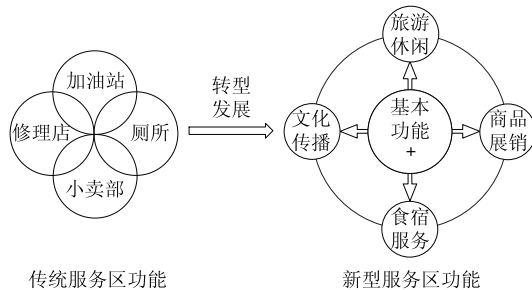 加油站
修理店
厕所
小卖部
传统服务区功能
转型
发展
旅游
休闲
文化
传播
基本
功能
+
商品
展销
食宿
服务
新型服务区功能